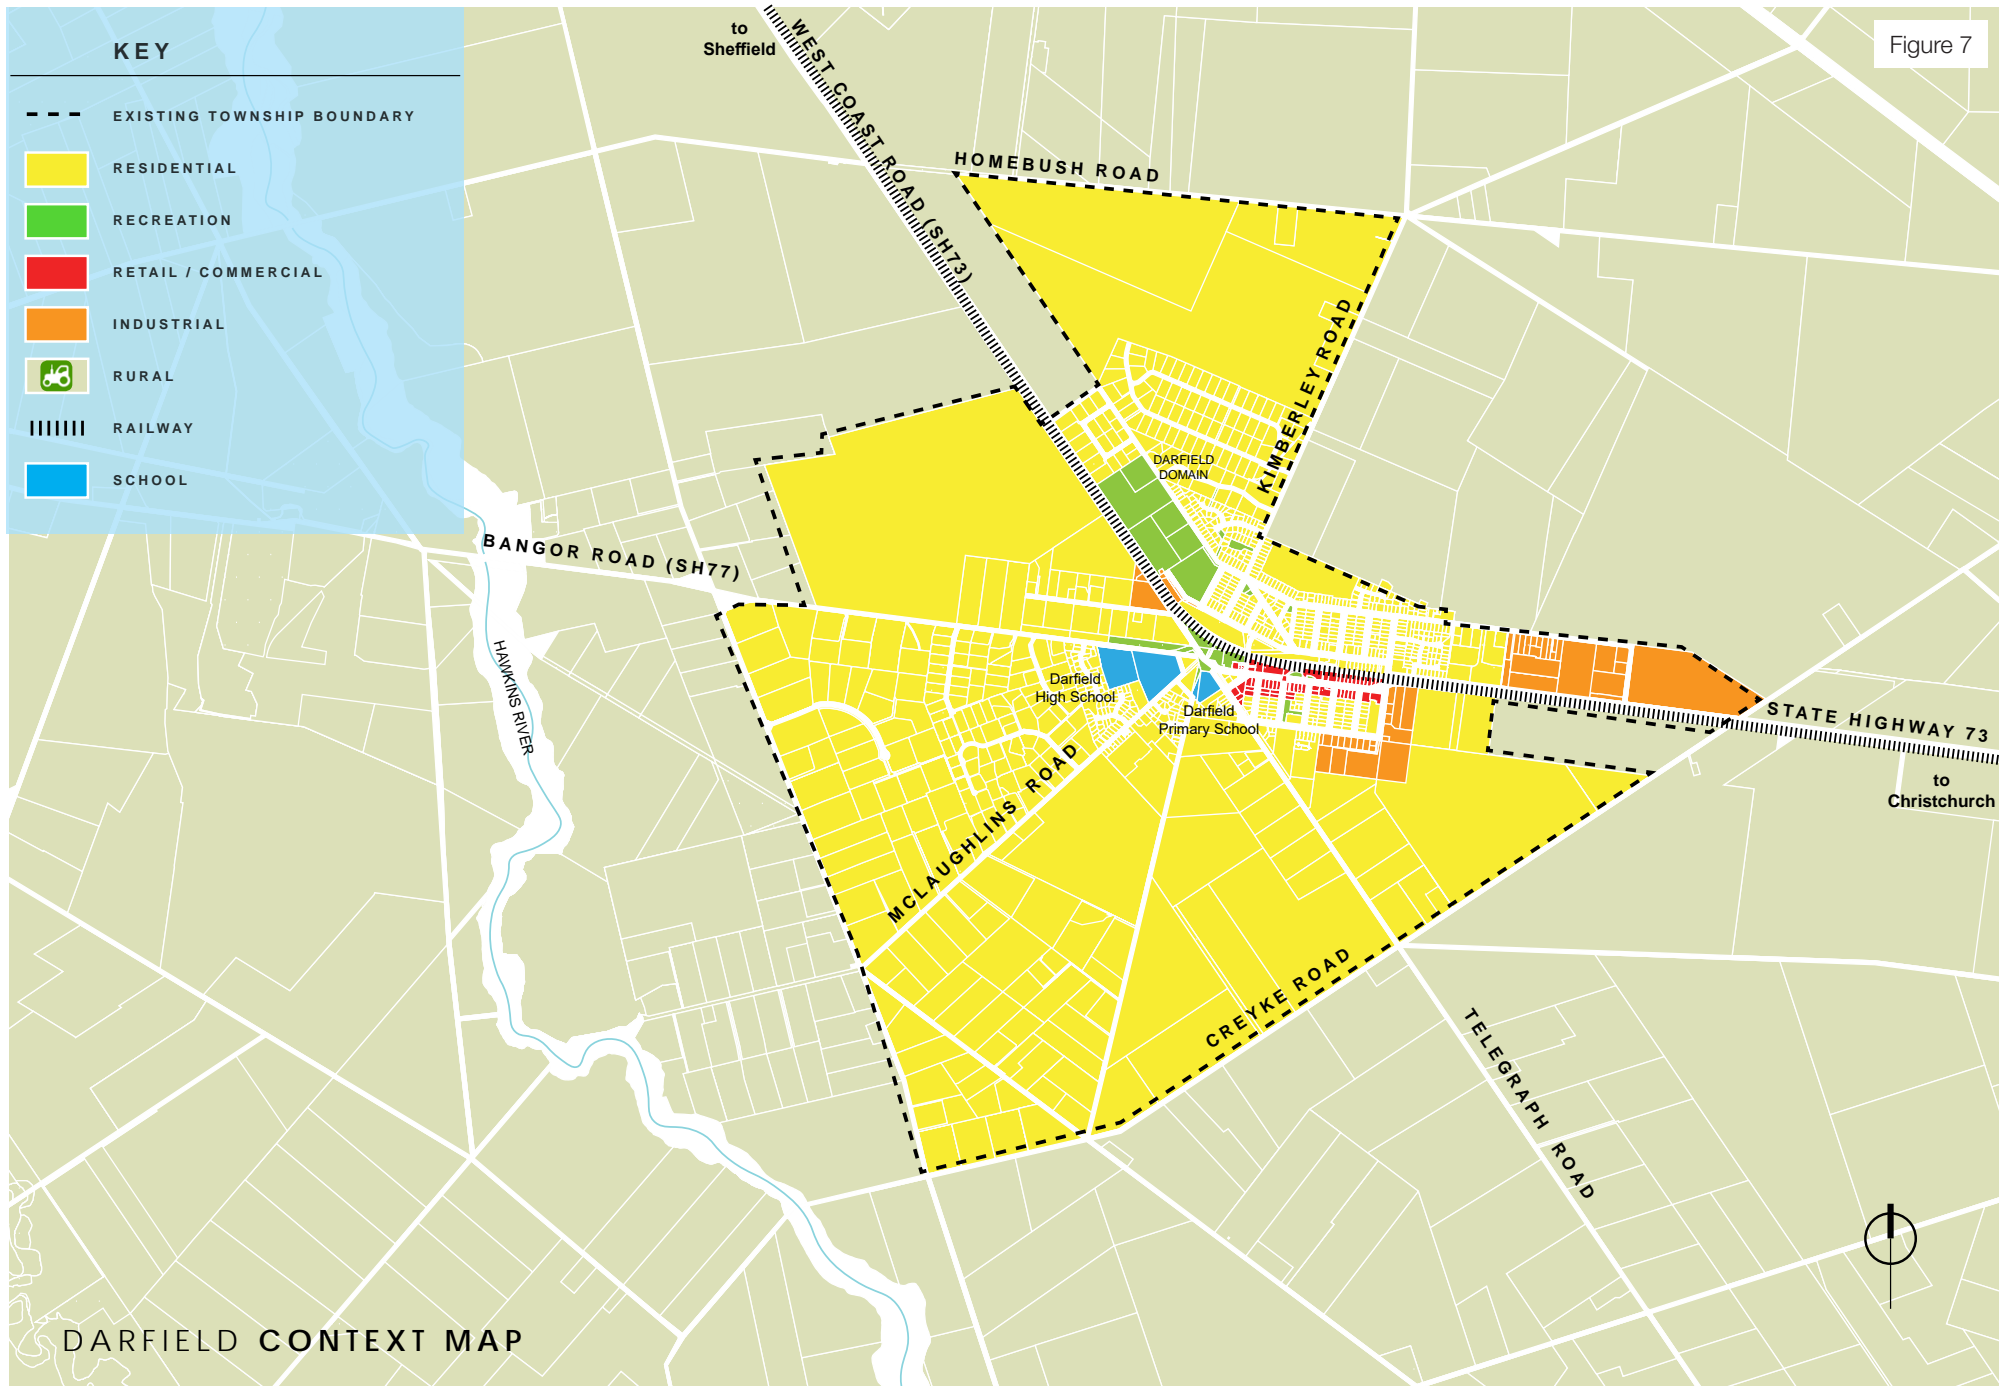 Figure 7
KEY
EXISTING TOWNSHIP BOUNDARY
RESIDENTIAL
RECREATION
RETAIL / COMMERCIAL
INDUSTRIAL
RURAL
RAILWAY
SCHOOL
to
Sheffield
WEST COAST ROAD (SH73)
HOMEBUSH ROAD
KIMBERLEY ROAD
DARFIELD
DOMAIN
BANGOR ROAD (SH77)
HAWKINS RIVER
Darfield
High School
Darfield
Primary School
STATE HIGHWAY 73
to
Christchurch
MCLAUGHLINS ROAD
CREYKE ROAD
TELEGRAPH ROAD
DARFIELD CONTEXT MAP